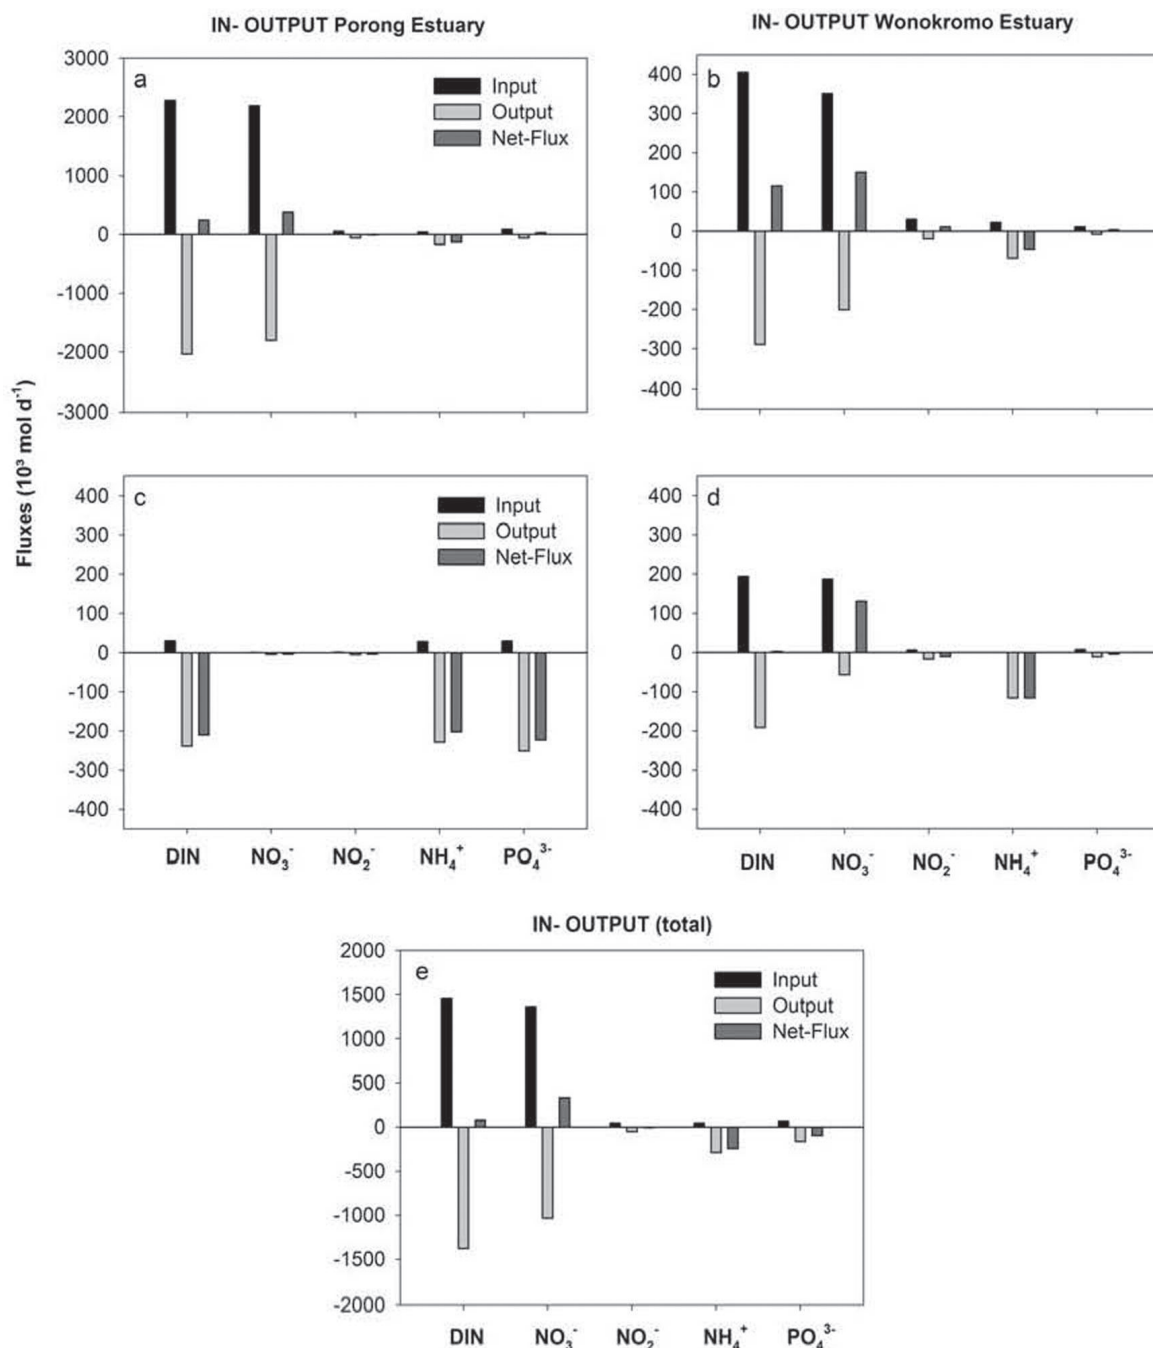 IN- OUTPUT Porong Estuary
IN- OUTPUT Wonokromo Estuary
Fluxes (10³ mol d⁻¹)
a
Input
Output
Net-Flux
3000
2000
1000
0
-1000
-2000
-3000
b
400
300
200
100
0
-100
-200
-300
-400
c
Input
Output
Net-Flux
400
300
200
100
0
-100
-200
-300
-400
DIN NO₃⁻ NO₂⁻ NH₄⁺ PO₄³⁻
d
400
300
200
100
0
-100
-200
-300
-400
DIN NO₃⁻ NO₂⁻ NH₄⁺ PO₄³⁻
IN- OUTPUT (total)
e
Input
Output
Net-Flux
2000
1500
1000
500
0
-500
-1000
-1500
-2000
DIN NO₃⁻ NO₂⁻ NH₄⁺ PO₄³⁻